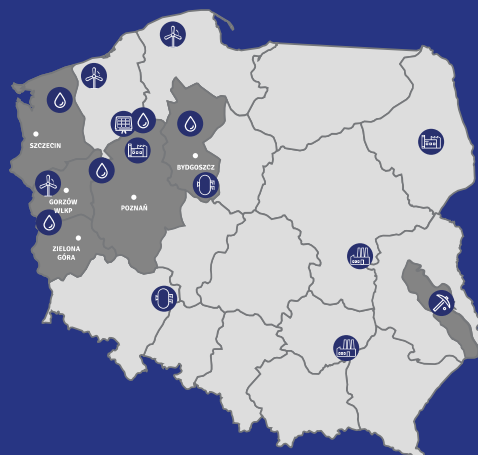 SZCZECIN
BYDGOSZCZ
GORZÓW
WLKP
POZNAŃ
ZIELONA
GÓRA